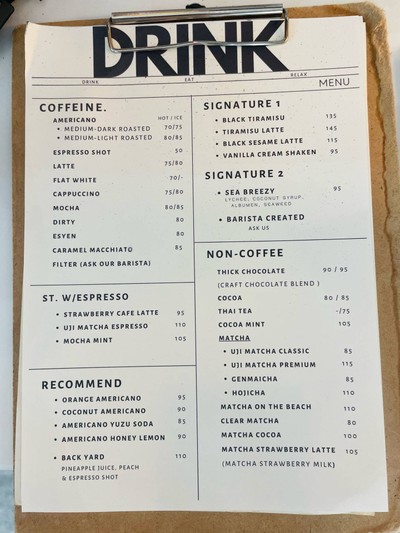 DRINK
DRINK EAT RELAX
MENU
COFFEINE.
HOT / ICE
AMERICANO
• MEDIUM-DARK ROASTED 70/75
• MEDIUM-LIGHT ROASTED 80/85
ESPRESSO SHOT 50
LATTE 75/80
FLAT WHITE 70/-
CAPPUCCINO 75/80
MOCHA 80/85
DIRTY 80
ESYEN 80
CARAMEL MACCHIATO 85
FILTER (ASK OUR BARISTA)
ST. W/ESPRESSO
• STRAWBERRY CAFE LATTE 95
• UJI MATCHA ESPRESSO 110
• MOCHA MINT 105
RECOMMEND
• ORANGE AMERICANO 95
• COCONUT AMERICANO 90
• AMERICANO YUZU SODA 85
• AMERICANO HONEY LEMON 90
• BACK YARD 110
PINEAPPLE JUICE, PEACH
& ESPRESSO SHOT
SIGNATURE 1
• BLACK TIRAMISU 135
• TIRAMISU LATTE 145
• BLACK SESAME LATTE 115
• VANILLA CREAM SHAKEN 95
SIGNATURE 2
• SEA BREEZY 95
LYCHEE, COCONUT SYRUP,
ALBUMEN, SEAWEED
• BARISTA CREATED
ASK US
NON-COFFEE
THICK CHOCOLATE 90 / 95
(CRAFT CHOCOLATE BLEND )
COCOA 80 / 85
THAI TEA -/75
COCOA MINT 105
MATCHA
• UJI MATCHA CLASSIC 85
• UJI MATCHA PREMIUM 115
• GENMAICHA 85
• HOJICHA 110
MATCHA ON THE BEACH 110
CLEAR MATCHA 80
MATCHA COCOA 100
MATCHA STRAWBERRY LATTE 105
(MATCHA STRAWBERRY MILK)